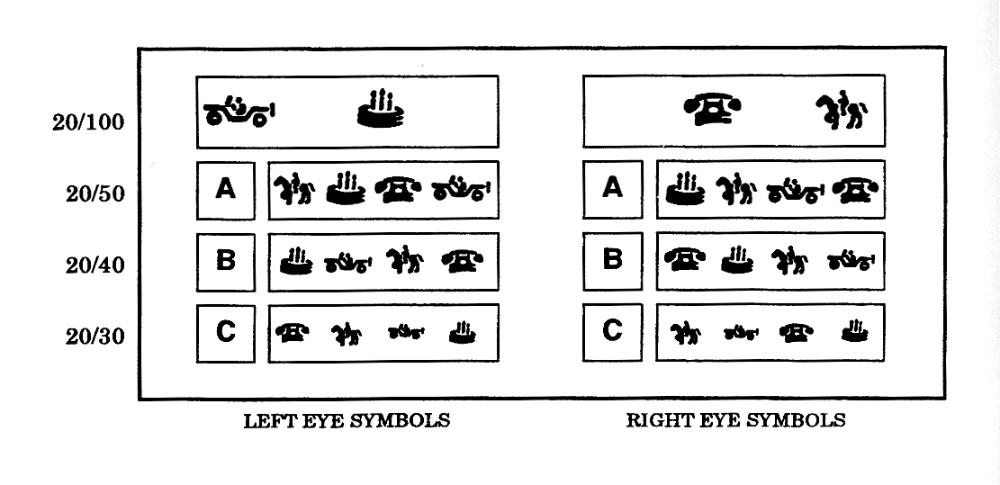 20/100
20/50 A A
20/40 B B
20/30 C C
LEFT EYE SYMBOLS RIGHT EYE SYMBOLS